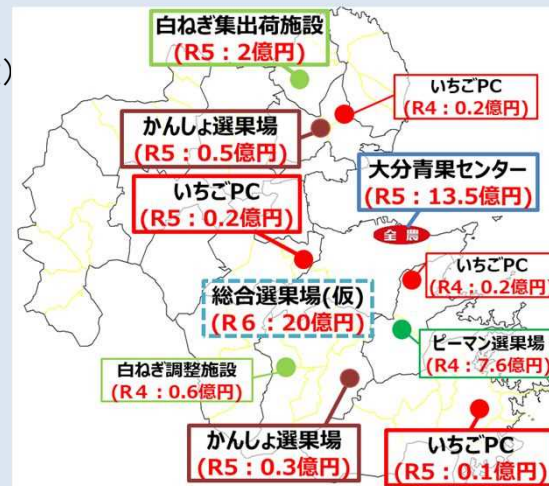 )
白ねぎ集出荷施設
(R5：2億円)
いちごPC
(R4：0.2億円)
かんしょ選果場
(R5：0.5億円)
大分青果センター
(R5：13.5億円)
いちごPC
(R5：0.2億円)
全農
いちごPC
(R4：0.2億円)
総合選果場(仮)
(R6：20億円)
ピーマン選果場
(R4：7.6億円)
白ねぎ調整施設
(R4：0.6億円)
かんしょ選果場
(R5：0.3億円)
いちごPC
(R5：0.1億円)